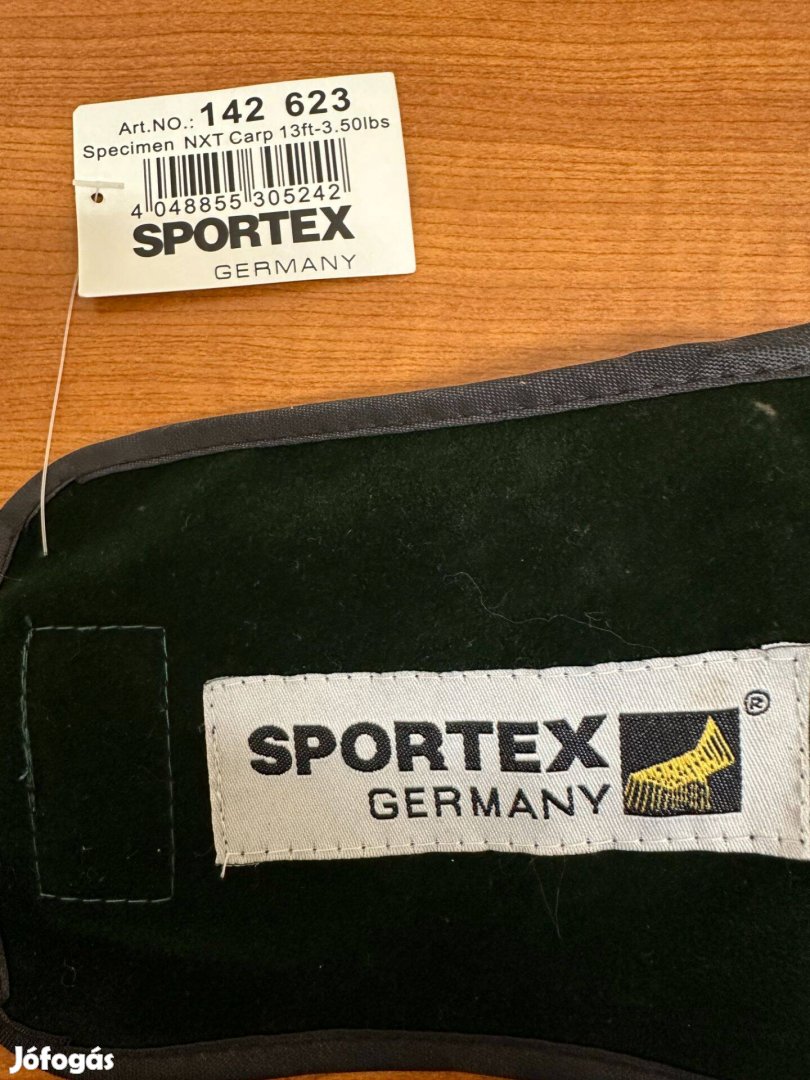 Art.NO.: 142 623
Specimen NXT Carp 13ft-3.50lbs
4 048855 305242
SPORTEX
GERMANY
SPORTEX ®
GERMANY
Jófogás